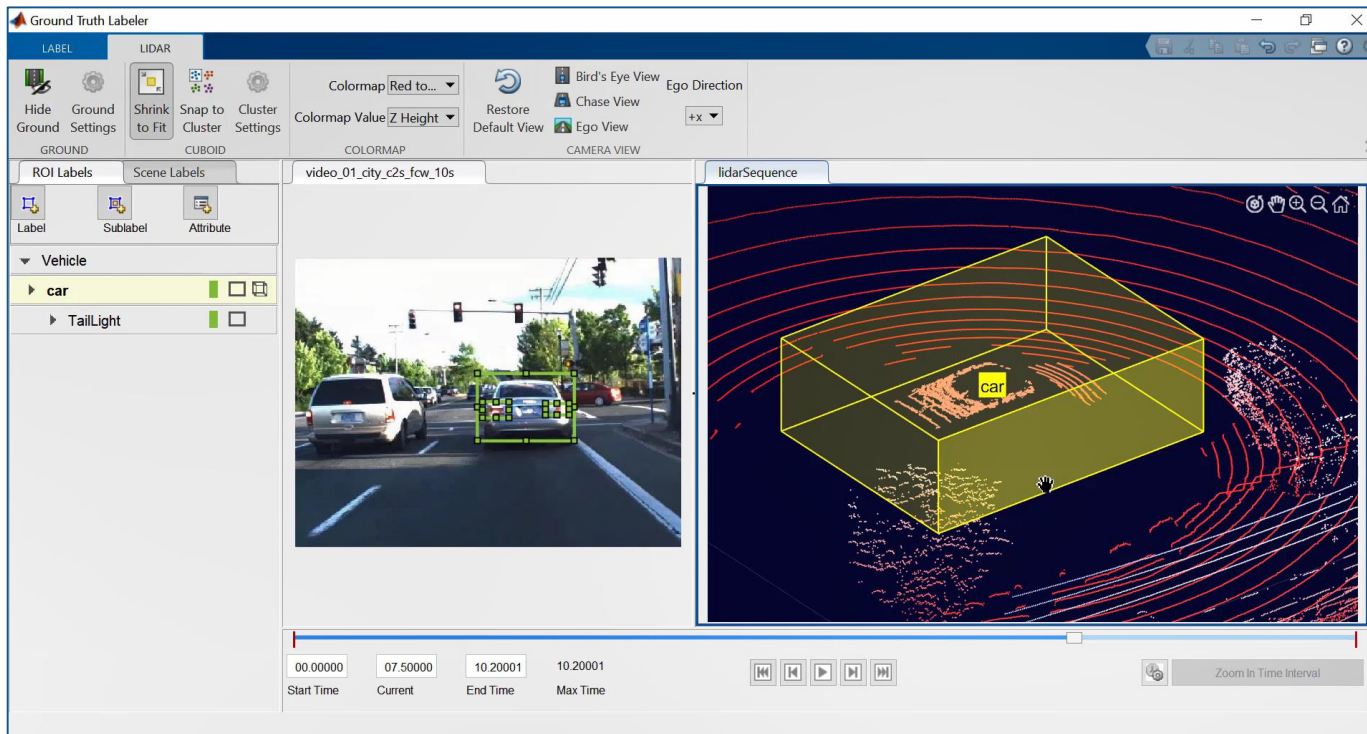 Ground Truth Labeler
LABEL
LIDAR
Hide Ground
Ground Settings
GROUND
Shrink to Fit
Snap to Cluster
Cluster Settings
CUBOID
Colormap Red to...
Colormap Value Z Height
COLORMAP
Restore Default View
Bird's Eye View
Chase View
Ego View
CAMERA VIEW
Ego Direction
+x
ROI Labels
Scene Labels
Label
Sublabel
Attribute
Vehicle
car
TailLight
video_01_city_c2s_fcw_10s
lidarSequence
car
00.00000
07.50000
10.20001
10.20001
Start Time
Current
End Time
Max Time
Zoom In Time Interval